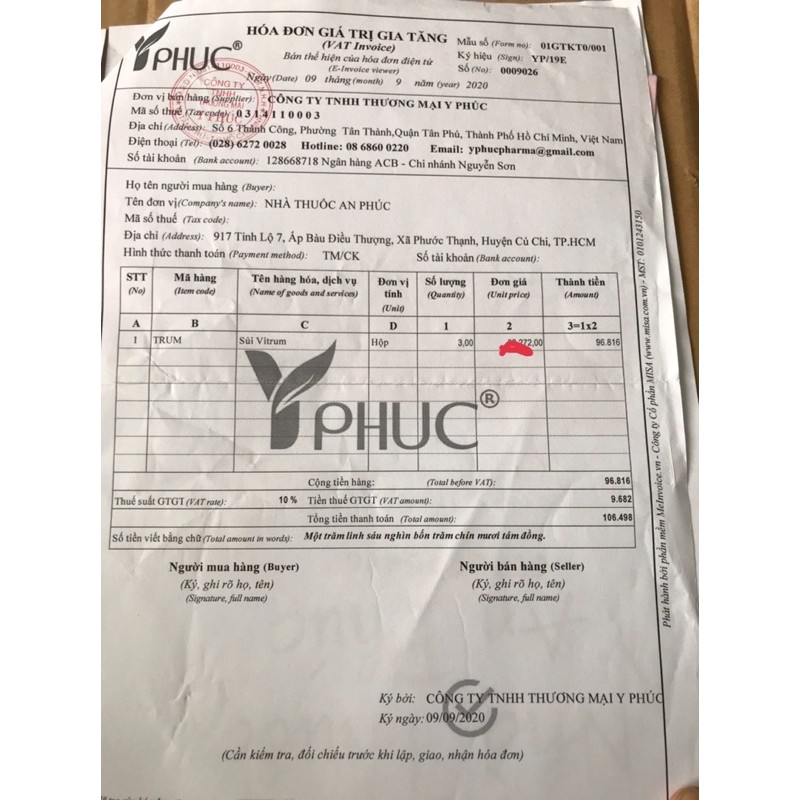 YPHUC®
HÓA ĐƠN GIÁ TRỊ GIA TĂNG
(VAT Invoice)
Bản thể hiện của hóa đơn điện tử
(E-Invoice viewer)
Ngày(Date) 09 tháng(month) 9 năm(year) 2020
Mẫu số (Form no): 01GTKT0/001
Ký hiệu (Sign): YP/19E
Số (No): 0009026
CÔNG TY
TNHH
THƯƠNG MẠI
Y PHÚC
Đơn vị bán hàng (Supplier): CÔNG TY TNHH THƯƠNG MẠI Y PHÚC
Mã số thuế (Tax code): 0314110003
Địa chỉ (Address): Số 6 Thành Công, Phường Tân Thành,Quận Tân Phú, Thành Phố Hồ Chí Minh, Việt Nam
Điện thoại (Tel) (028) 6272 0028 Hotline: 08 6860 0220 Email: yphucpharma@gmail.com
Số tài khoản (Bank account): 128668718 Ngân hàng ACB - Chi nhánh Nguyễn Sơn
Họ tên người mua hàng (Buyer):
Tên đơn vị(Company's name): NHÀ THUỐC AN PHÚC
Mã số thuế (Tax code):
Địa chỉ (Address): 917 Tỉnh Lộ 7, Ấp Bàu Điều Thượng, Xã Phước Thạnh, Huyện Củ Chi, TP.HCM
Hình thức thanh toán (Payment method): TM/CK Số tài khoản (Bank account):
STT Mã hàng Tên hàng hóa, dịch vụ Đơn vị tính Số lượng Đơn giá Thành tiền
(No) (Item code) (Name of goods and services) (Unit) (Quantity) (Unit price) (Amount)
A B C D 1 2 3=1x2
1 TRUM Sủi Vitrum Hộp 3,00 272,00 96.816
YPHUC®
Cộng tiền hàng: (Total before VAT): 96.816
Thuế suất GTGT (VAT rate): 10 % Tiền thuế GTGT (VAT amount): 9.682
Tổng tiền thanh toán (Total amount): 106.498
Số tiền viết bằng chữ (Total amount in words): Một trăm linh sáu nghìn bốn trăm chín mươi tám đồng.
Người mua hàng (Buyer) Người bán hàng (Seller)
(Ký, ghi rõ họ, tên) (Ký, ghi rõ họ, tên)
(Signature, full name) (Signature, full name)
Ký bởi: CÔNG TY TNHH THƯƠNG MẠI Y PHÚC
Ký ngày: 09/09/2020
(Cần kiểm tra, đối chiếu trước khi lập, giao, nhận hóa đơn)
Phát hành bởi phần mềm MeInvoice.vn - Công ty Cổ phần MISA (www.misa.com.vn) - MST: 0101243150